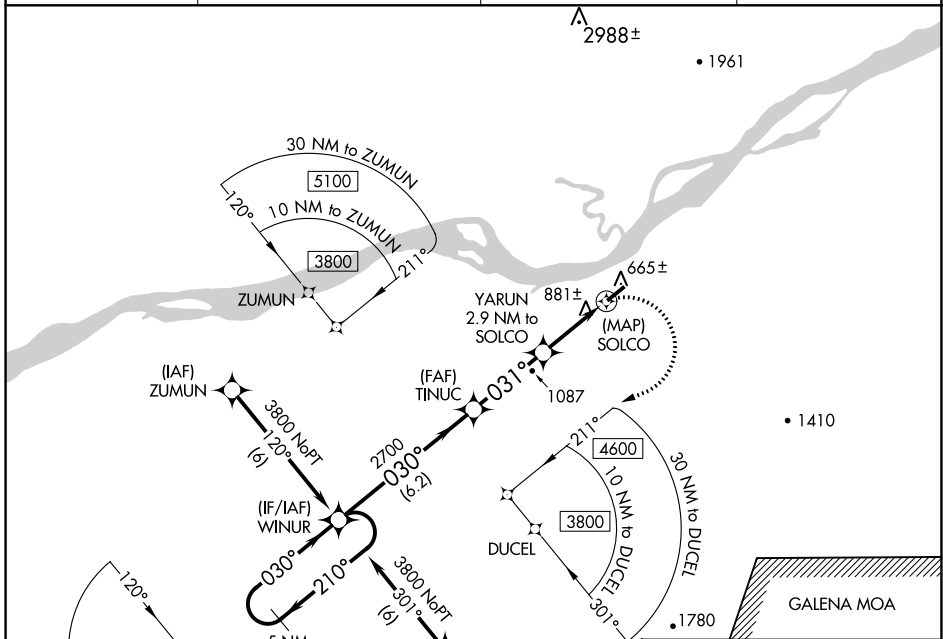 2988±
1961
30 NM to ZUMUN
5100
120°
10 NM to ZUMUN
3800
211°
ZUMUN
665±
881±
YARUN
2.9 NM to
SOLCO
(MAP)
SOLCO
(IAF)
ZUMUN
(FAF)
TINUC
031°
1087
1410
3800 NoPT
120°
(6)
2700
030°
(6.2)
211°
4600
30 NM to DUCEL
10 NM to DUCEL
3800
DUCEL
301°
(IF/IAF)
WINUR
030°
210°
3800 NoPT
301°
(6)
120°
5 NM
1780
GALENA MOA